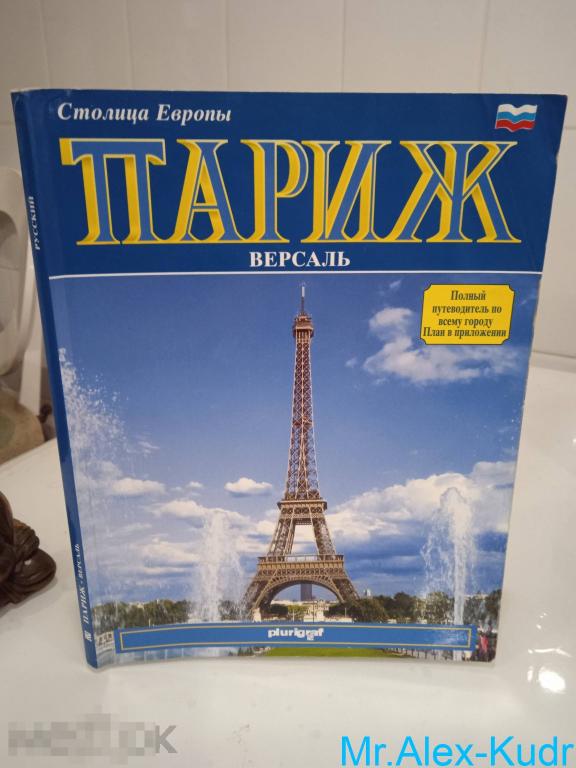 Столица Европы
ПАРИЖ
ВЕРСАЛЬ
Полный
путеводитель по
всему городу
План в приложении
РУССКИЙ
ПАРИЖ - ВЕРСАЛЬ
plurigraf
Mr.Alex-Kudr